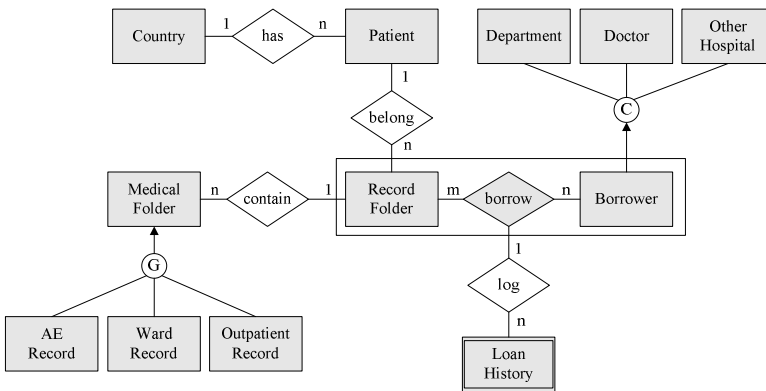 Country
1
has
n
Patient
Department
Doctor
Other
Hospital
1
belong
n
C
Medical
Folder
n
contain
1
Record
Folder
m
borrow
n
Borrower
G
1
log
n
AE
Record
Ward
Record
Outpatient
Record
Loan
History